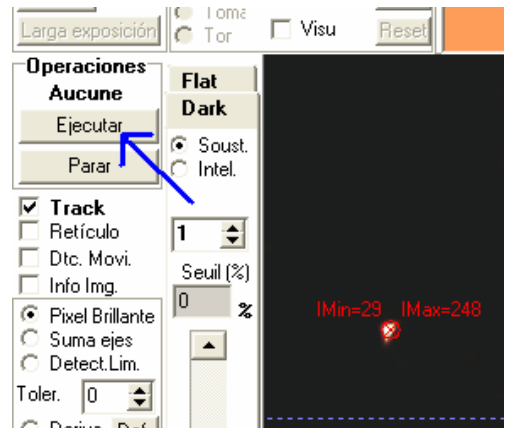 Larga exposición
Tor
Visu
Reset
Operaciones
Aucune
Ejecutar
Parar
Track
Retículo
Dtc. Movi.
Info Img.
Pixel Brillante
Suma ejes
Detect.Lim.
Toler. 0
Flat
Dark
Soust.
Intel.
1
Seuil (%)
0 %
IMin=29 IMax=248